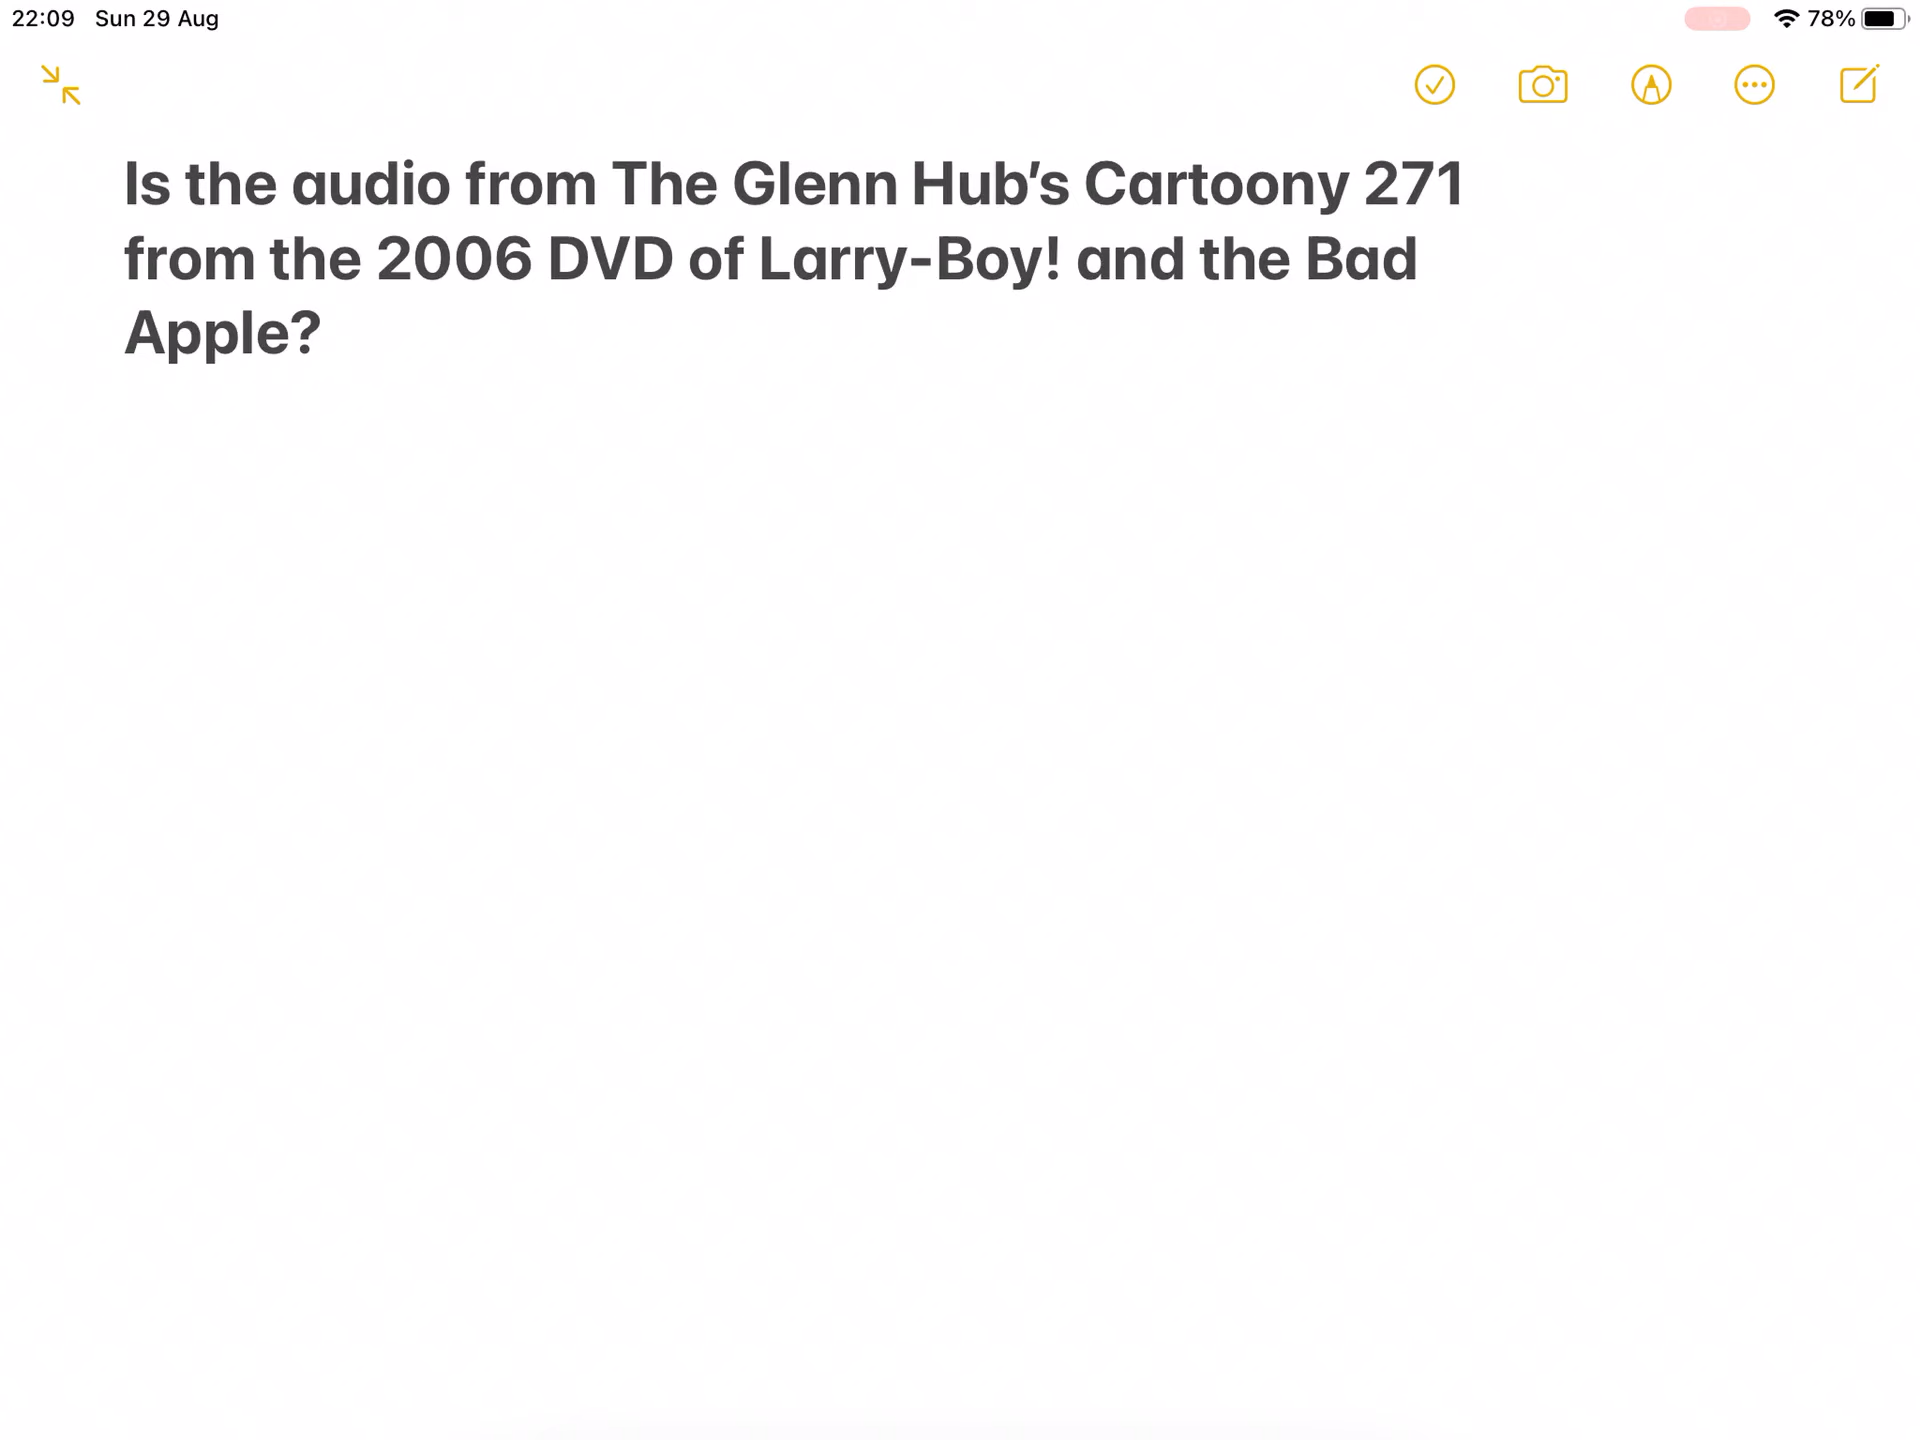 22:09 Sun 29 Aug 78%
Is the audio from The Glenn Hub’s Cartoony 271
from the 2006 DVD of Larry-Boy! and the Bad
Apple?